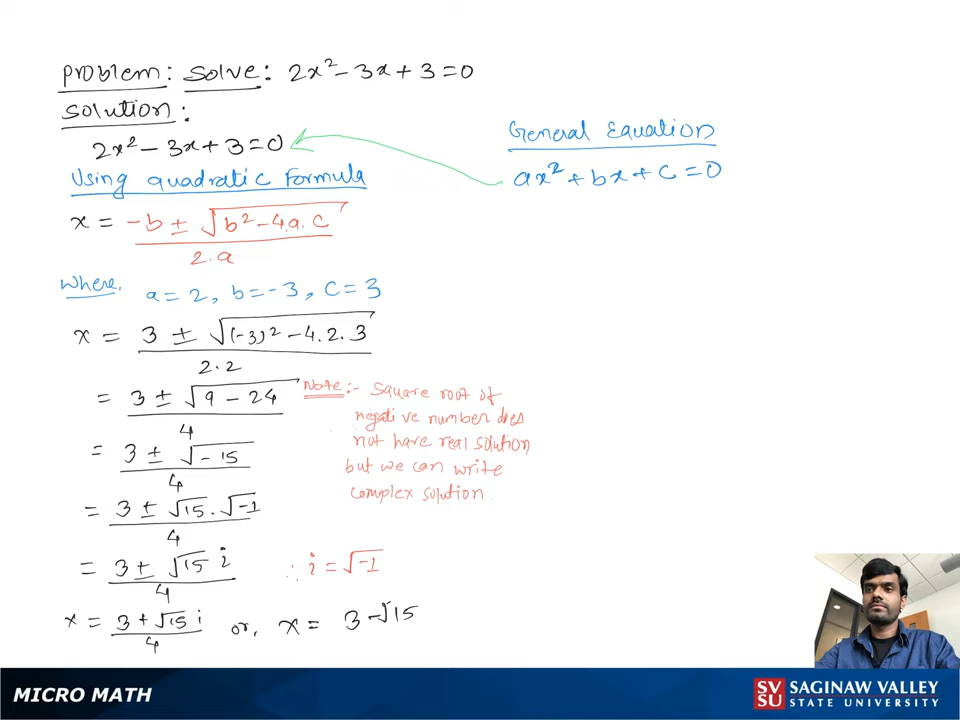 Problem: Solve: 2x² - 3x + 3 = 0
Solution:
2x² - 3x + 3 = 0
General Equation
ax² + bx + c = 0
Using quadratic Formula
x = (-b ± √(b² - 4.a.c)) / 2.a
Where, a = 2, b = -3, c = 3
x = (3 ± √((-3)² - 4.2.3)) / 2.2
= (3 ± √(9 - 24)) / 4
= (3 ± √(-15)) / 4
= (3 ± √15 . √-1) / 4
= (3 ± √15 i) / 4
Note:- Square root of
negative number does
not have real solution
but we can write
complex solution.
∴ i = √-1
x = (3 + √15 i) / 4 or, x = 3 - √15
MICRO MATH
SV
SU
SAGINAW VALLEY
STATE UNIVERSITY